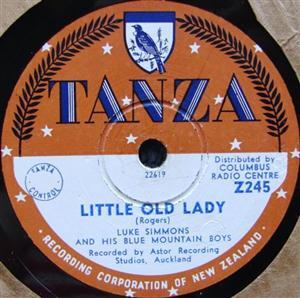 TANZA
22619
TANZA
CONTROL
Distributed by
COLUMBUS
RADIO CENTRE
Z245
LITTLE OLD LADY
(Rogers)
LUKE SIMMONS
AND HIS BLUE MOUNTAIN BOYS
Recorded by Astor Recording
Studios, Auckland
· RECORDING CORPORATION OF NEW ZEALAND ·